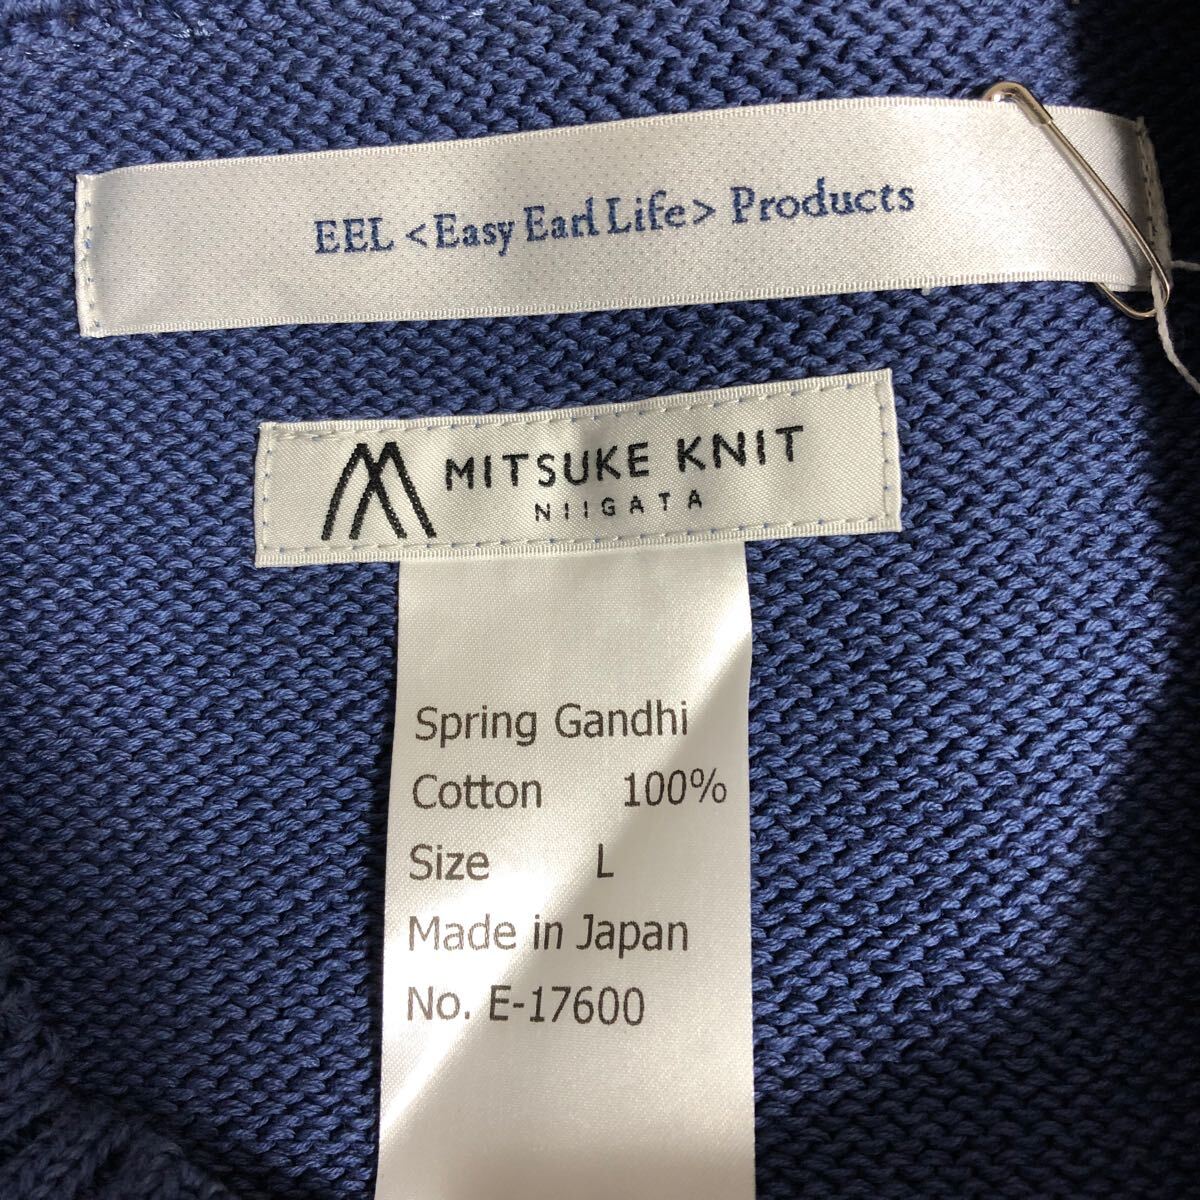 EEL <Easy Earl Life> Products
MITSUKE KNIT
NIIGATA
Spring Gandhi
Cotton 100%
Size L
Made in Japan
No. E-17600